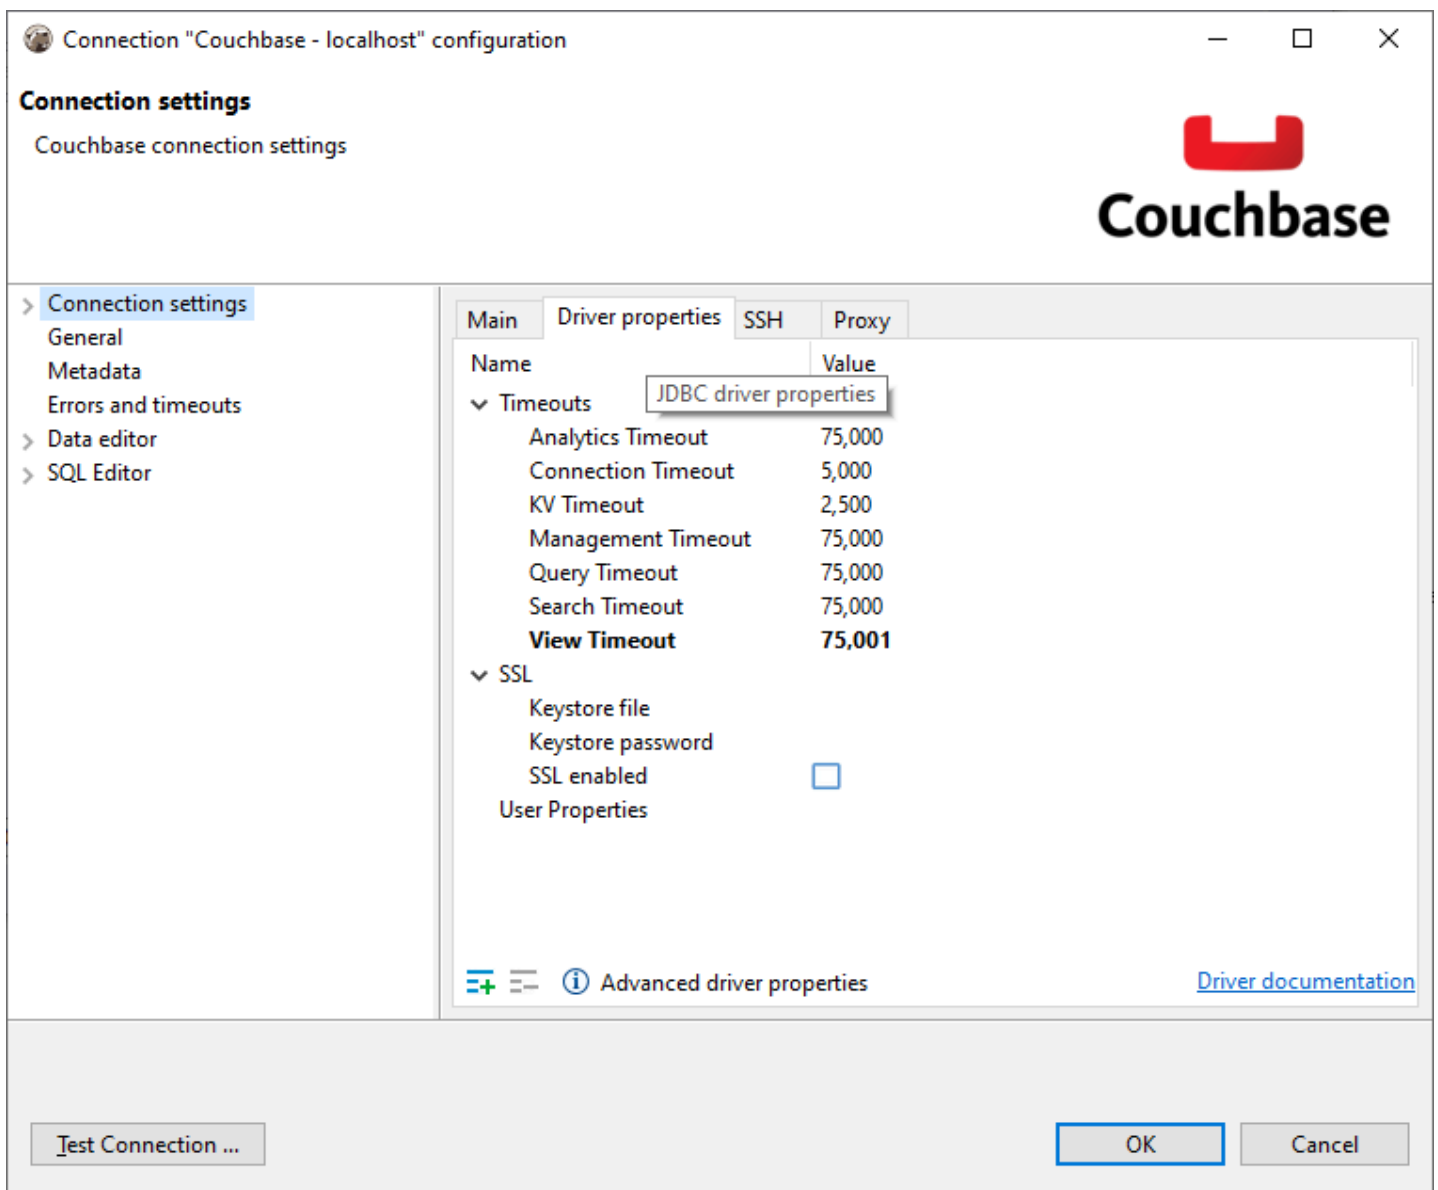 Connection "Couchbase - localhost" configuration
Connection settings
Couchbase connection settings
Couchbase
Connection settings
General
Metadata
Errors and timeouts
Data editor
SQL Editor
Main Driver properties SSH Proxy
Name Value
JDBC driver properties
Timeouts
Analytics Timeout 75,000
Connection Timeout 5,000
KV Timeout 2,500
Management Timeout 75,000
Query Timeout 75,000
Search Timeout 75,000
View Timeout 75,001
SSL
Keystore file
Keystore password
SSL enabled
User Properties
Advanced driver properties Driver documentation
Test Connection ... OK Cancel